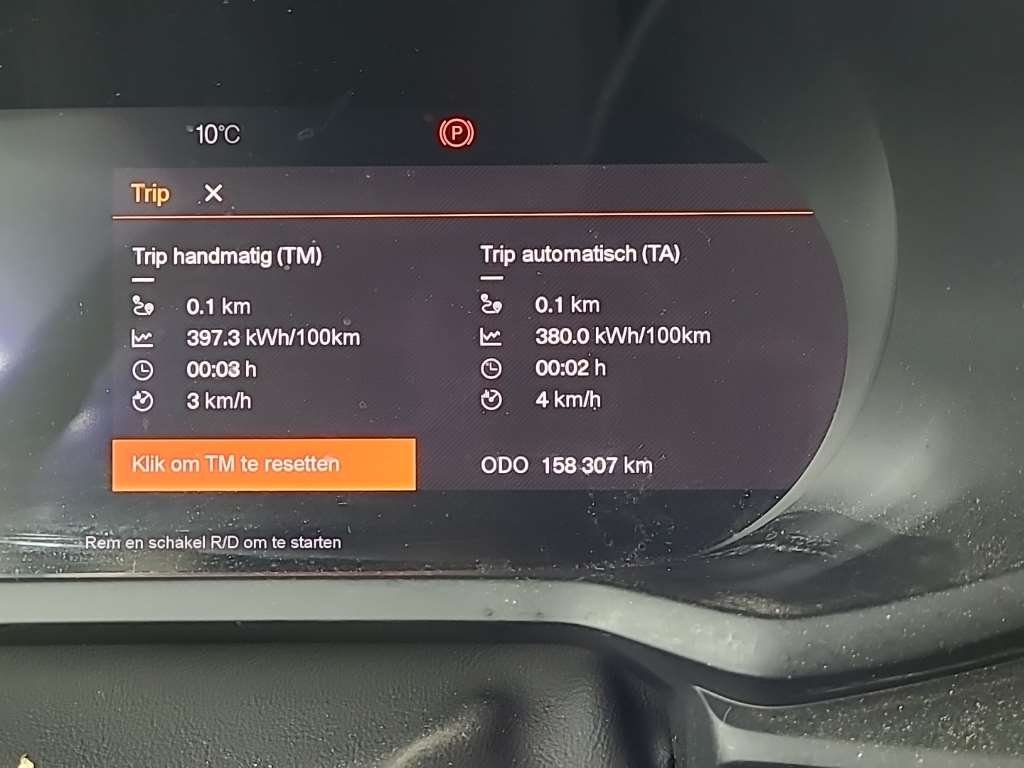 10°C
P
Trip
Trip handmatig (TM)
0.1 km
397.3 kWh/100km
00:03 h
3 km/h
Klik om TM te resetten
Trip automatisch (TA)
0.1 km
380.0 kWh/100km
00:02 h
4 km/h
ODO 158 307 km
Rem en schakel R/D om te starten